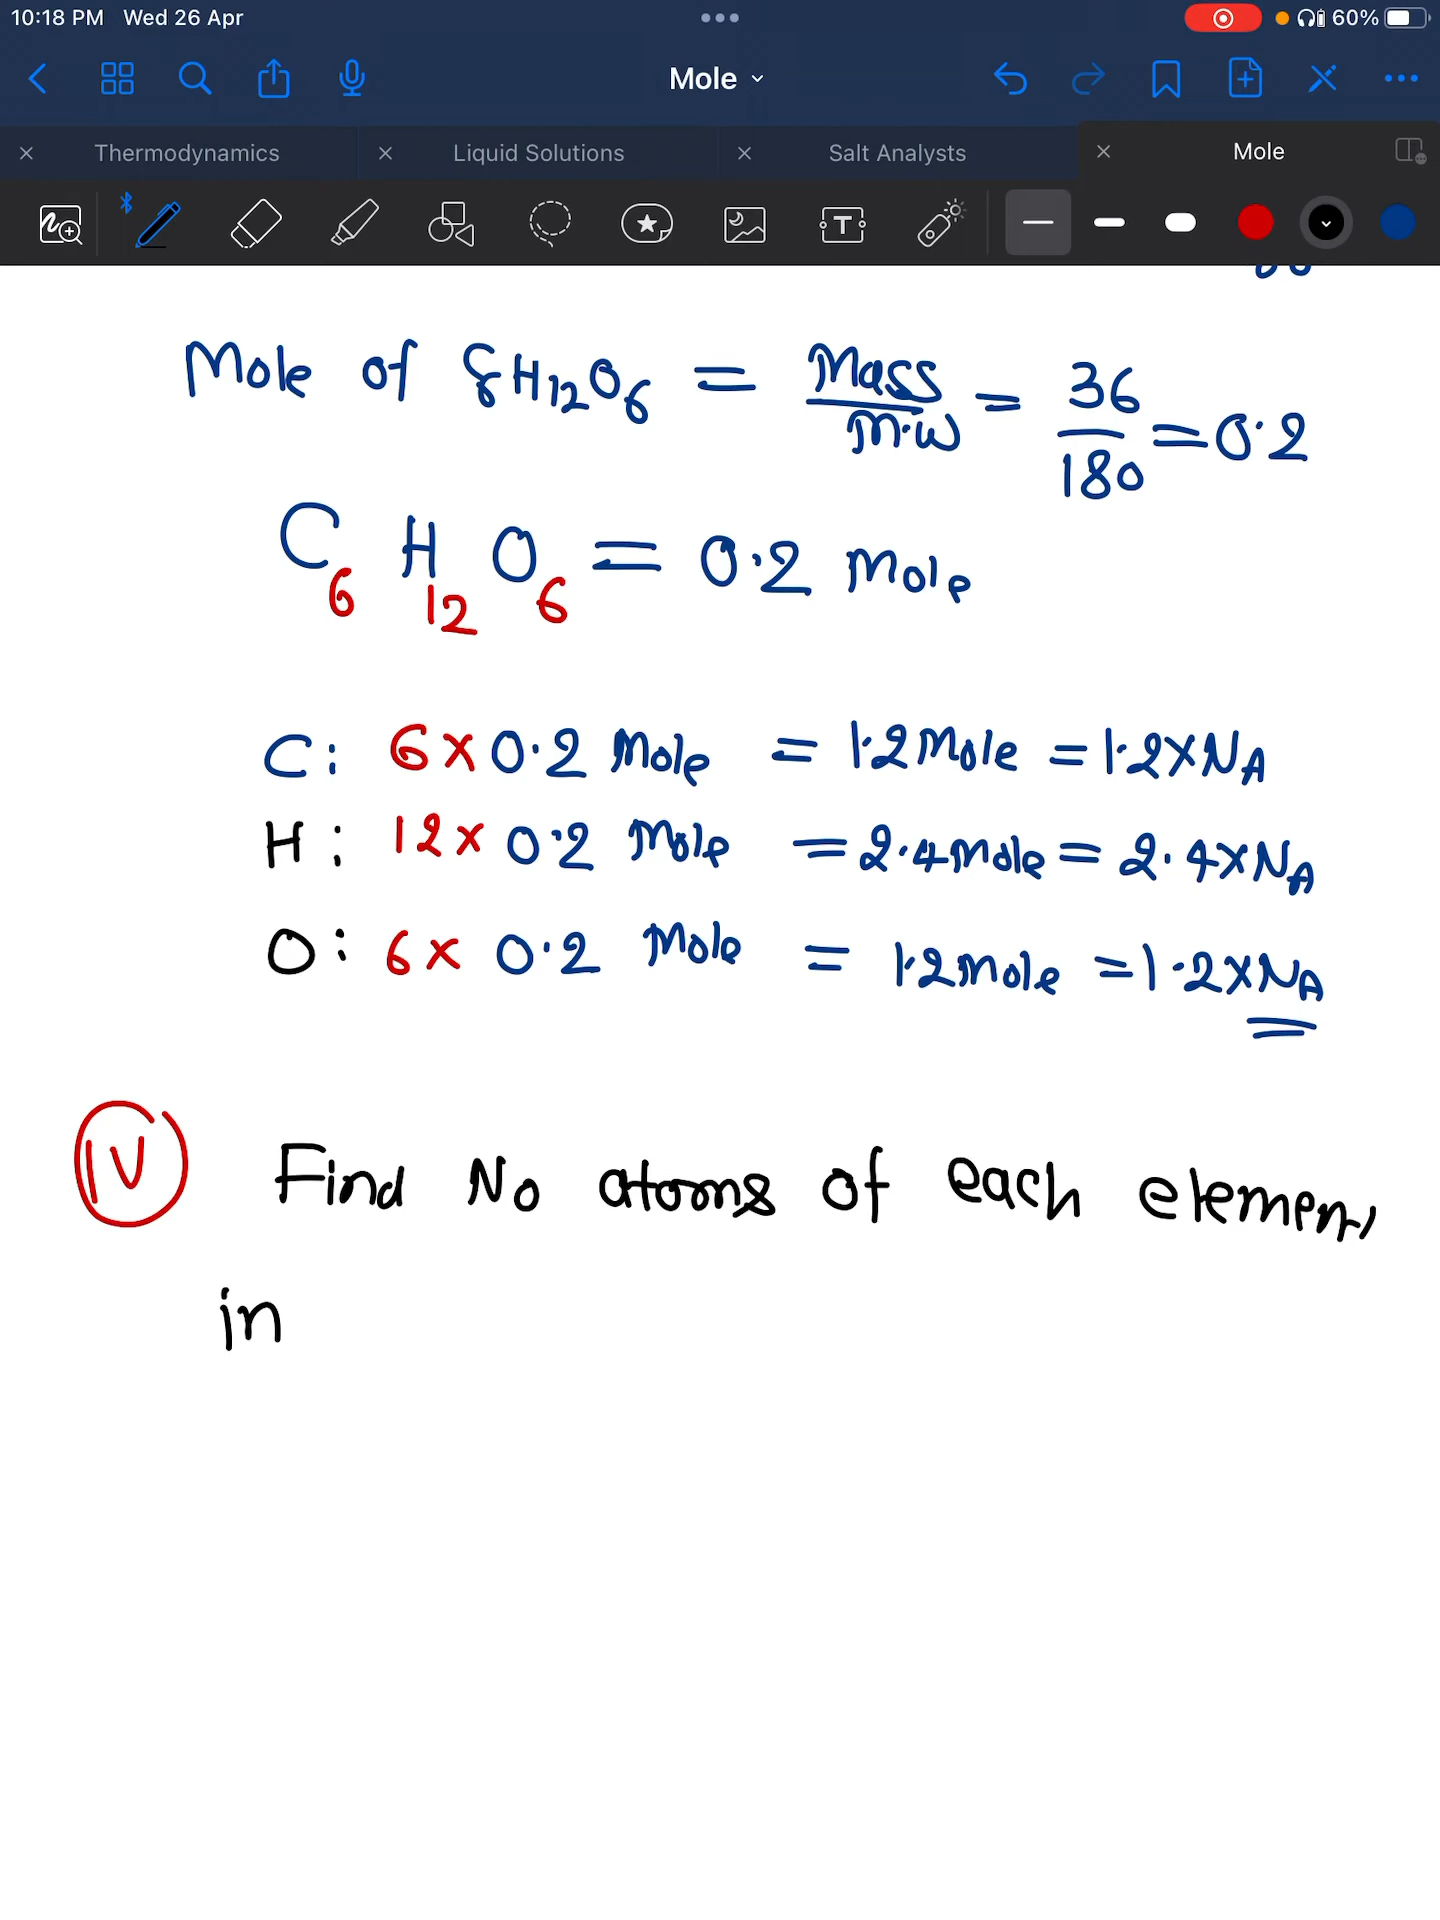 10:18 PM Wed 26 Apr 60%
Mole
Thermodynamics Liquid Solutions Salt Analysts Mole
T
Mole of C6H12O6 = Mass/M.W = 36/180 = 0.2
C6 H12 O6 = 0.2 Mole
C: 6 x 0.2 Mole = 1.2 Mole = 1.2 x NA
H: 12 x 0.2 Mole = 2.4 mole = 2.4 x NA
O: 6 x 0.2 Mole = 1.2 mole = 1.2 x NA
IV Find No atoms of each element
in